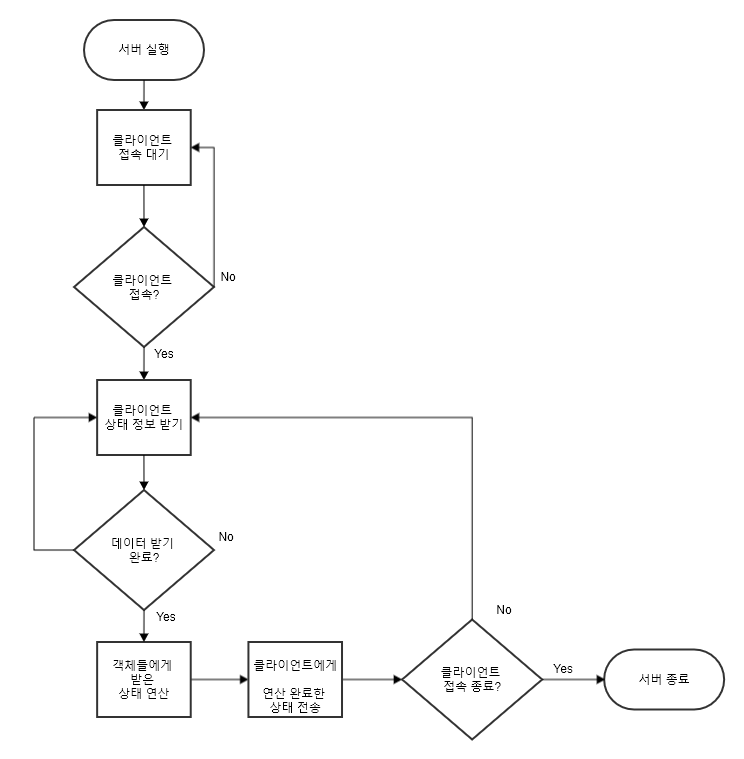 서버 실행
클라이언트
접속 대기
클라이언트
접속?
No
Yes
클라이언트
상태 정보 받기
데이터 받기
완료?
No
Yes
객체들에게
받은
상태 연산
클라이언트에게
연산 완료한
상태 전송
클라이언트
접속 종료?
No
Yes
서버 종료